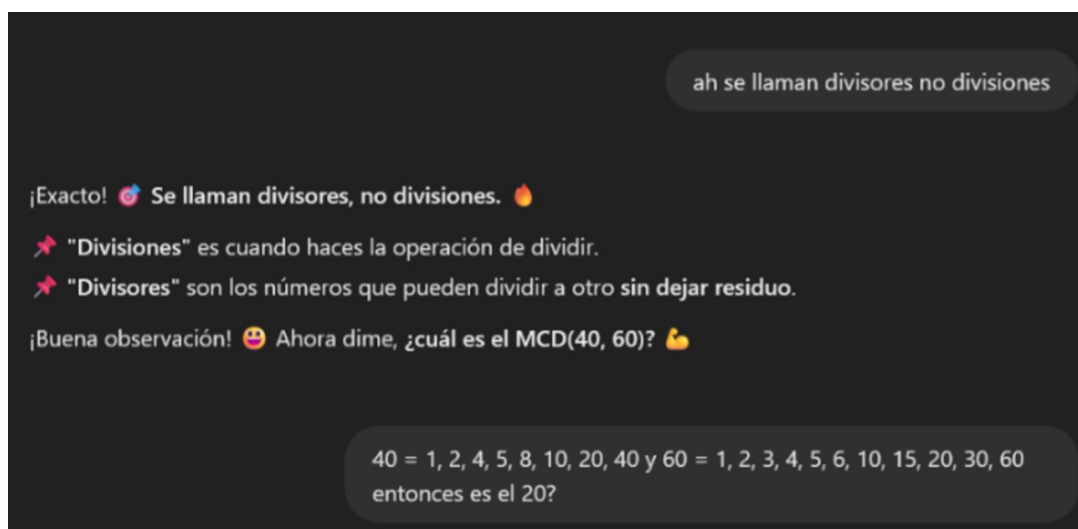 ah se llaman divisores no divisiones
¡Exacto! 🎯 Se llaman divisores, no divisiones. 🔥
📌 "Divisiones" es cuando haces la operación de dividir.
📌 "Divisores" son los números que pueden dividir a otro sin dejar residuo.
¡Buena observación! 😃 Ahora dime, ¿cuál es el MCD(40, 60)? 💪
40 = 1, 2, 4, 5, 8, 10, 20, 40 y 60 = 1, 2, 3, 4, 5, 6, 10, 15, 20, 30, 60
entonces es el 20?